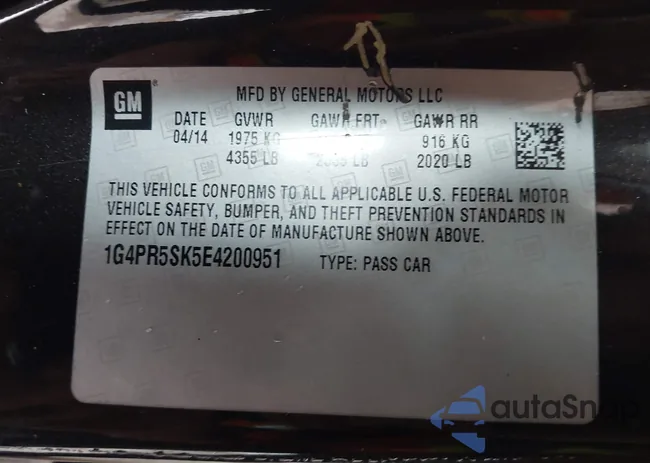 GM
MFD BY GENERAL MOTORS LLC
DATE GVWR GAWR FRT GAWR RR
04/14 1975 KG 916 KG
4355 LB LB 2020 LB
THIS VEHICLE CONFORMS TO ALL APPLICABLE U.S. FEDERAL MOTOR
VEHICLE SAFETY, BUMPER, AND THEFT PREVENTION STANDARDS IN
EFFECT ON THE DATE OF MANUFACTURE SHOWN ABOVE.
1G4PR5SK5E4200951 TYPE: PASS CAR
autaSnap